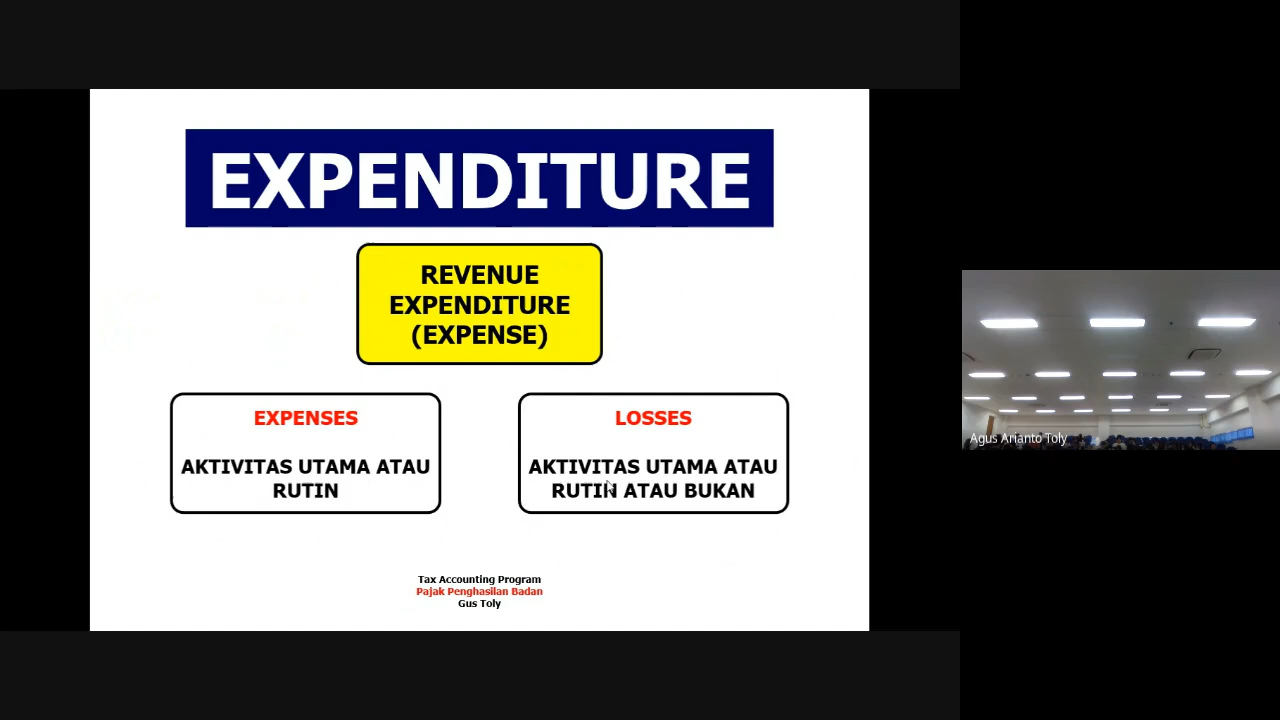 EXPENDITURE
REVENUE
EXPENDITURE
(EXPENSE)
EXPENSES
AKTIVITAS UTAMA ATAU
RUTIN
LOSSES
AKTIVITAS UTAMA ATAU
RUTIN ATAU BUKAN
Tax Accounting Program
Pajak Penghasilan Badan
Gus Toly
Agus Arianto Toly